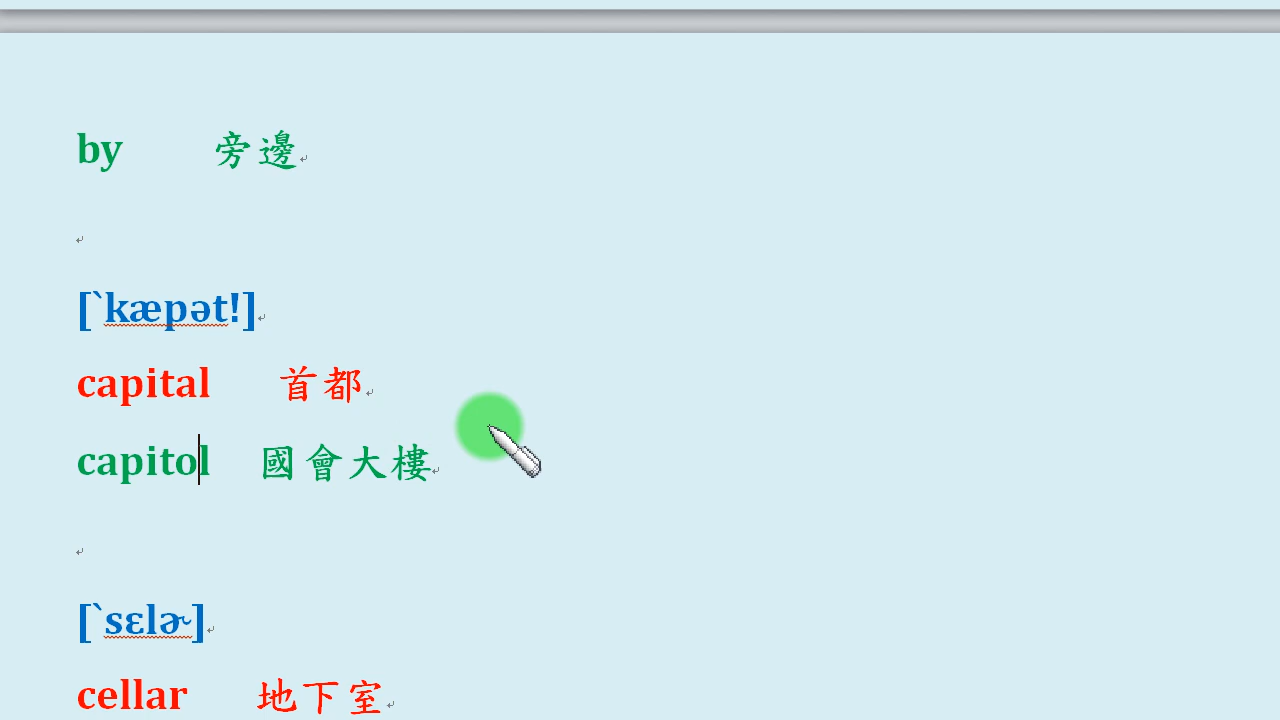 by 旁邊
[`kæpət!]
capital 首都
capitol 國會大樓
[`sɛlɚ]
cellar 地下室